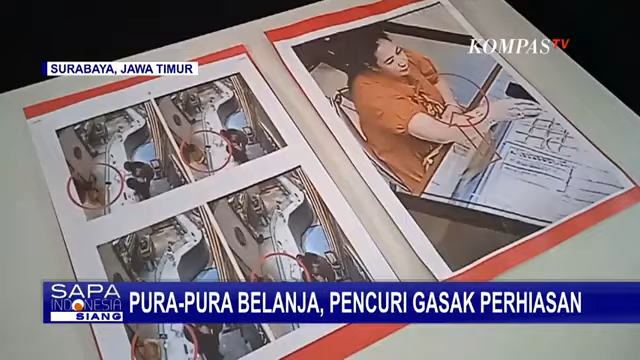 SURABAYA, JAWA TIMUR
KOMPAS TV
SAPA
INDONESIA
SIANG
PURA-PURA BELANJA, PENCURI GASAK PERHIASAN